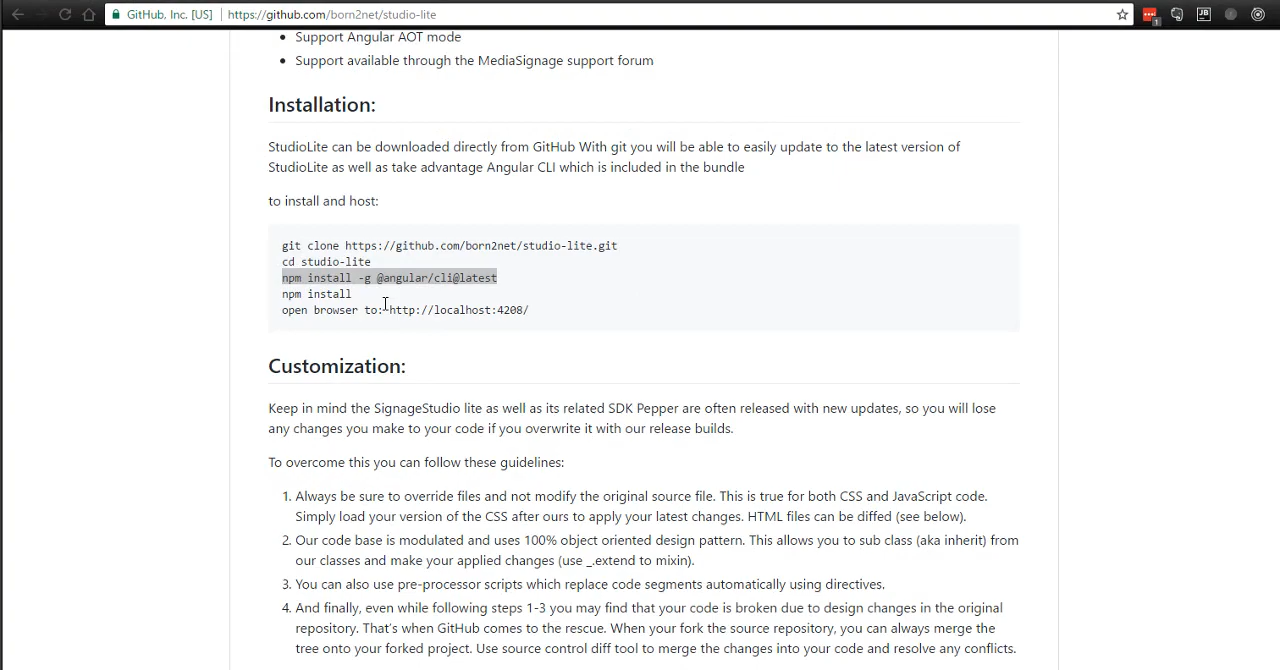 GitHub, Inc. [US] https://github.com/born2net/studio-lite
1
JB
Support Angular AOT mode
Support available through the MediaSignage support forum
Installation:
StudioLite can be downloaded directly from GitHub With git you will be able to easily update to the latest version of
StudioLite as well as take advantage Angular CLI which is included in the bundle
to install and host:
git clone https://github.com/born2net/studio-lite.git
cd studio-lite
npm install -g @angular/cli@latest
npm install
open browser to: http://localhost:4208/
Customization:
Keep in mind the SignageStudio lite as well as its related SDK Pepper are often released with new updates, so you will lose
any changes you make to your code if you overwrite it with our release builds.
To overcome this you can follow these guidelines:
1. Always be sure to override files and not modify the original source file. This is true for both CSS and JavaScript code.
Simply load your version of the CSS after ours to apply your latest changes. HTML files can be diffed (see below).
2. Our code base is modulated and uses 100% object oriented design pattern. This allows you to sub class (aka inherit) from
our classes and make your applied changes (use _.extend to mixin).
3. You can also use pre-processor scripts which replace code segments automatically using directives.
4. And finally, even while following steps 1-3 you may find that your code is broken due to design changes in the original
repository. That's when GitHub comes to the rescue. When your fork the source repository, you can always merge the
tree onto your forked project. Use source control diff tool to merge the changes into your code and resolve any conflicts.